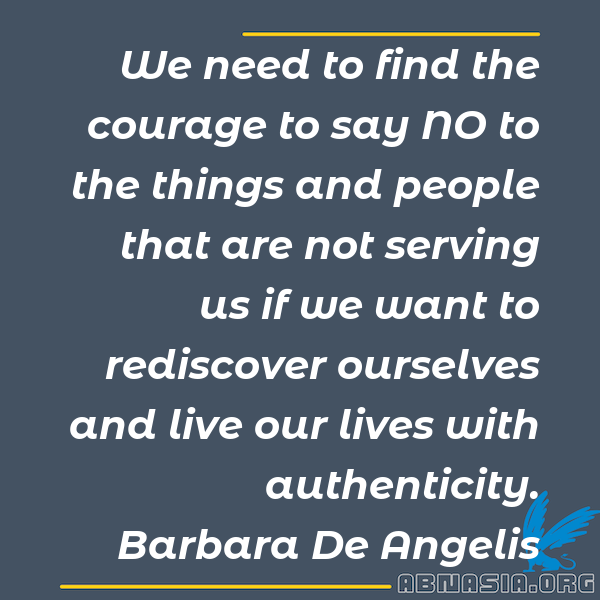 We need to find the
courage to say NO to
the things and people
that are not serving
us if we want to
rediscover ourselves
and live our lives with
authenticity.
Barbara De Angelis
ABNASIA.ORG